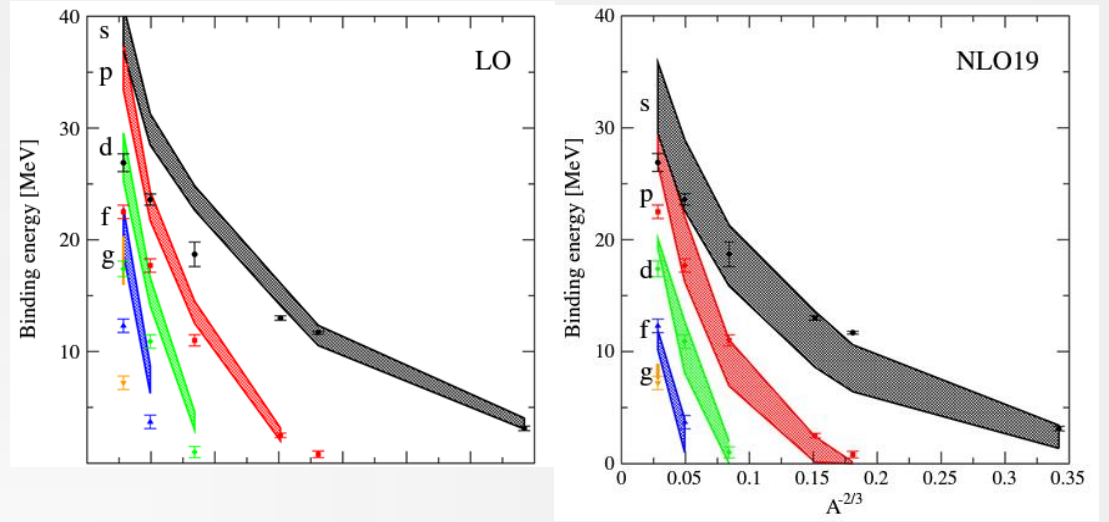 40
30
20
10
Binding energy [MeV]
s
p
d
f
g
LO
40
30
20
10
0
Binding energy [MeV]
s
p
d
f
g
NLO19
0 0.05 0.1 0.15 0.2 0.25 0.3 0.35
A^-2/3